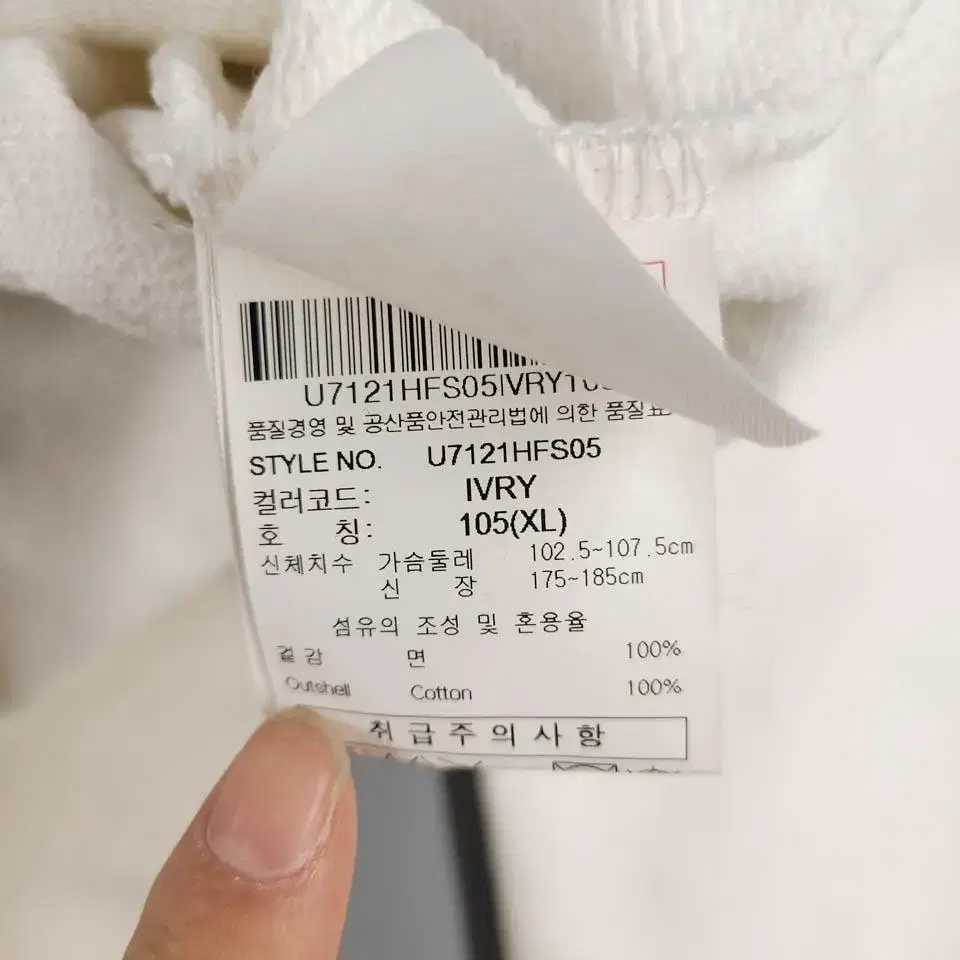 U7121HFS05IVRY10
품질경영 및 공산품안전관리법에 의한 품질표
STYLE NO. U7121HFS05
컬러코드: IVRY
호 칭: 105(XL)
신체치수 가슴둘레 102.5~107.5cm
신 장 175~185cm
섬유의 조성 및 혼용율
겉감 면 100%
Outshell Cotton 100%
취급주의사항